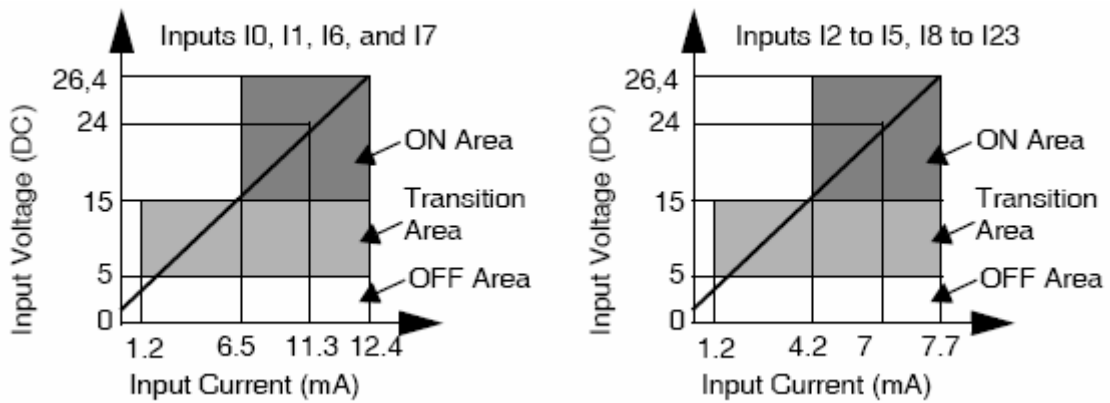 Inputs I0, I1, I6, and I7
Input Voltage (DC)
26,4
24
15
5
0
ON Area
Transition
Area
OFF Area
1.2 6.5 11.3 12.4
Input Current (mA)
Inputs I2 to I5, I8 to I23
Input Voltage (DC)
26,4
24
15
5
0
ON Area
Transition
Area
OFF Area
1.2 4.2 7 7.7
Input Current (mA)